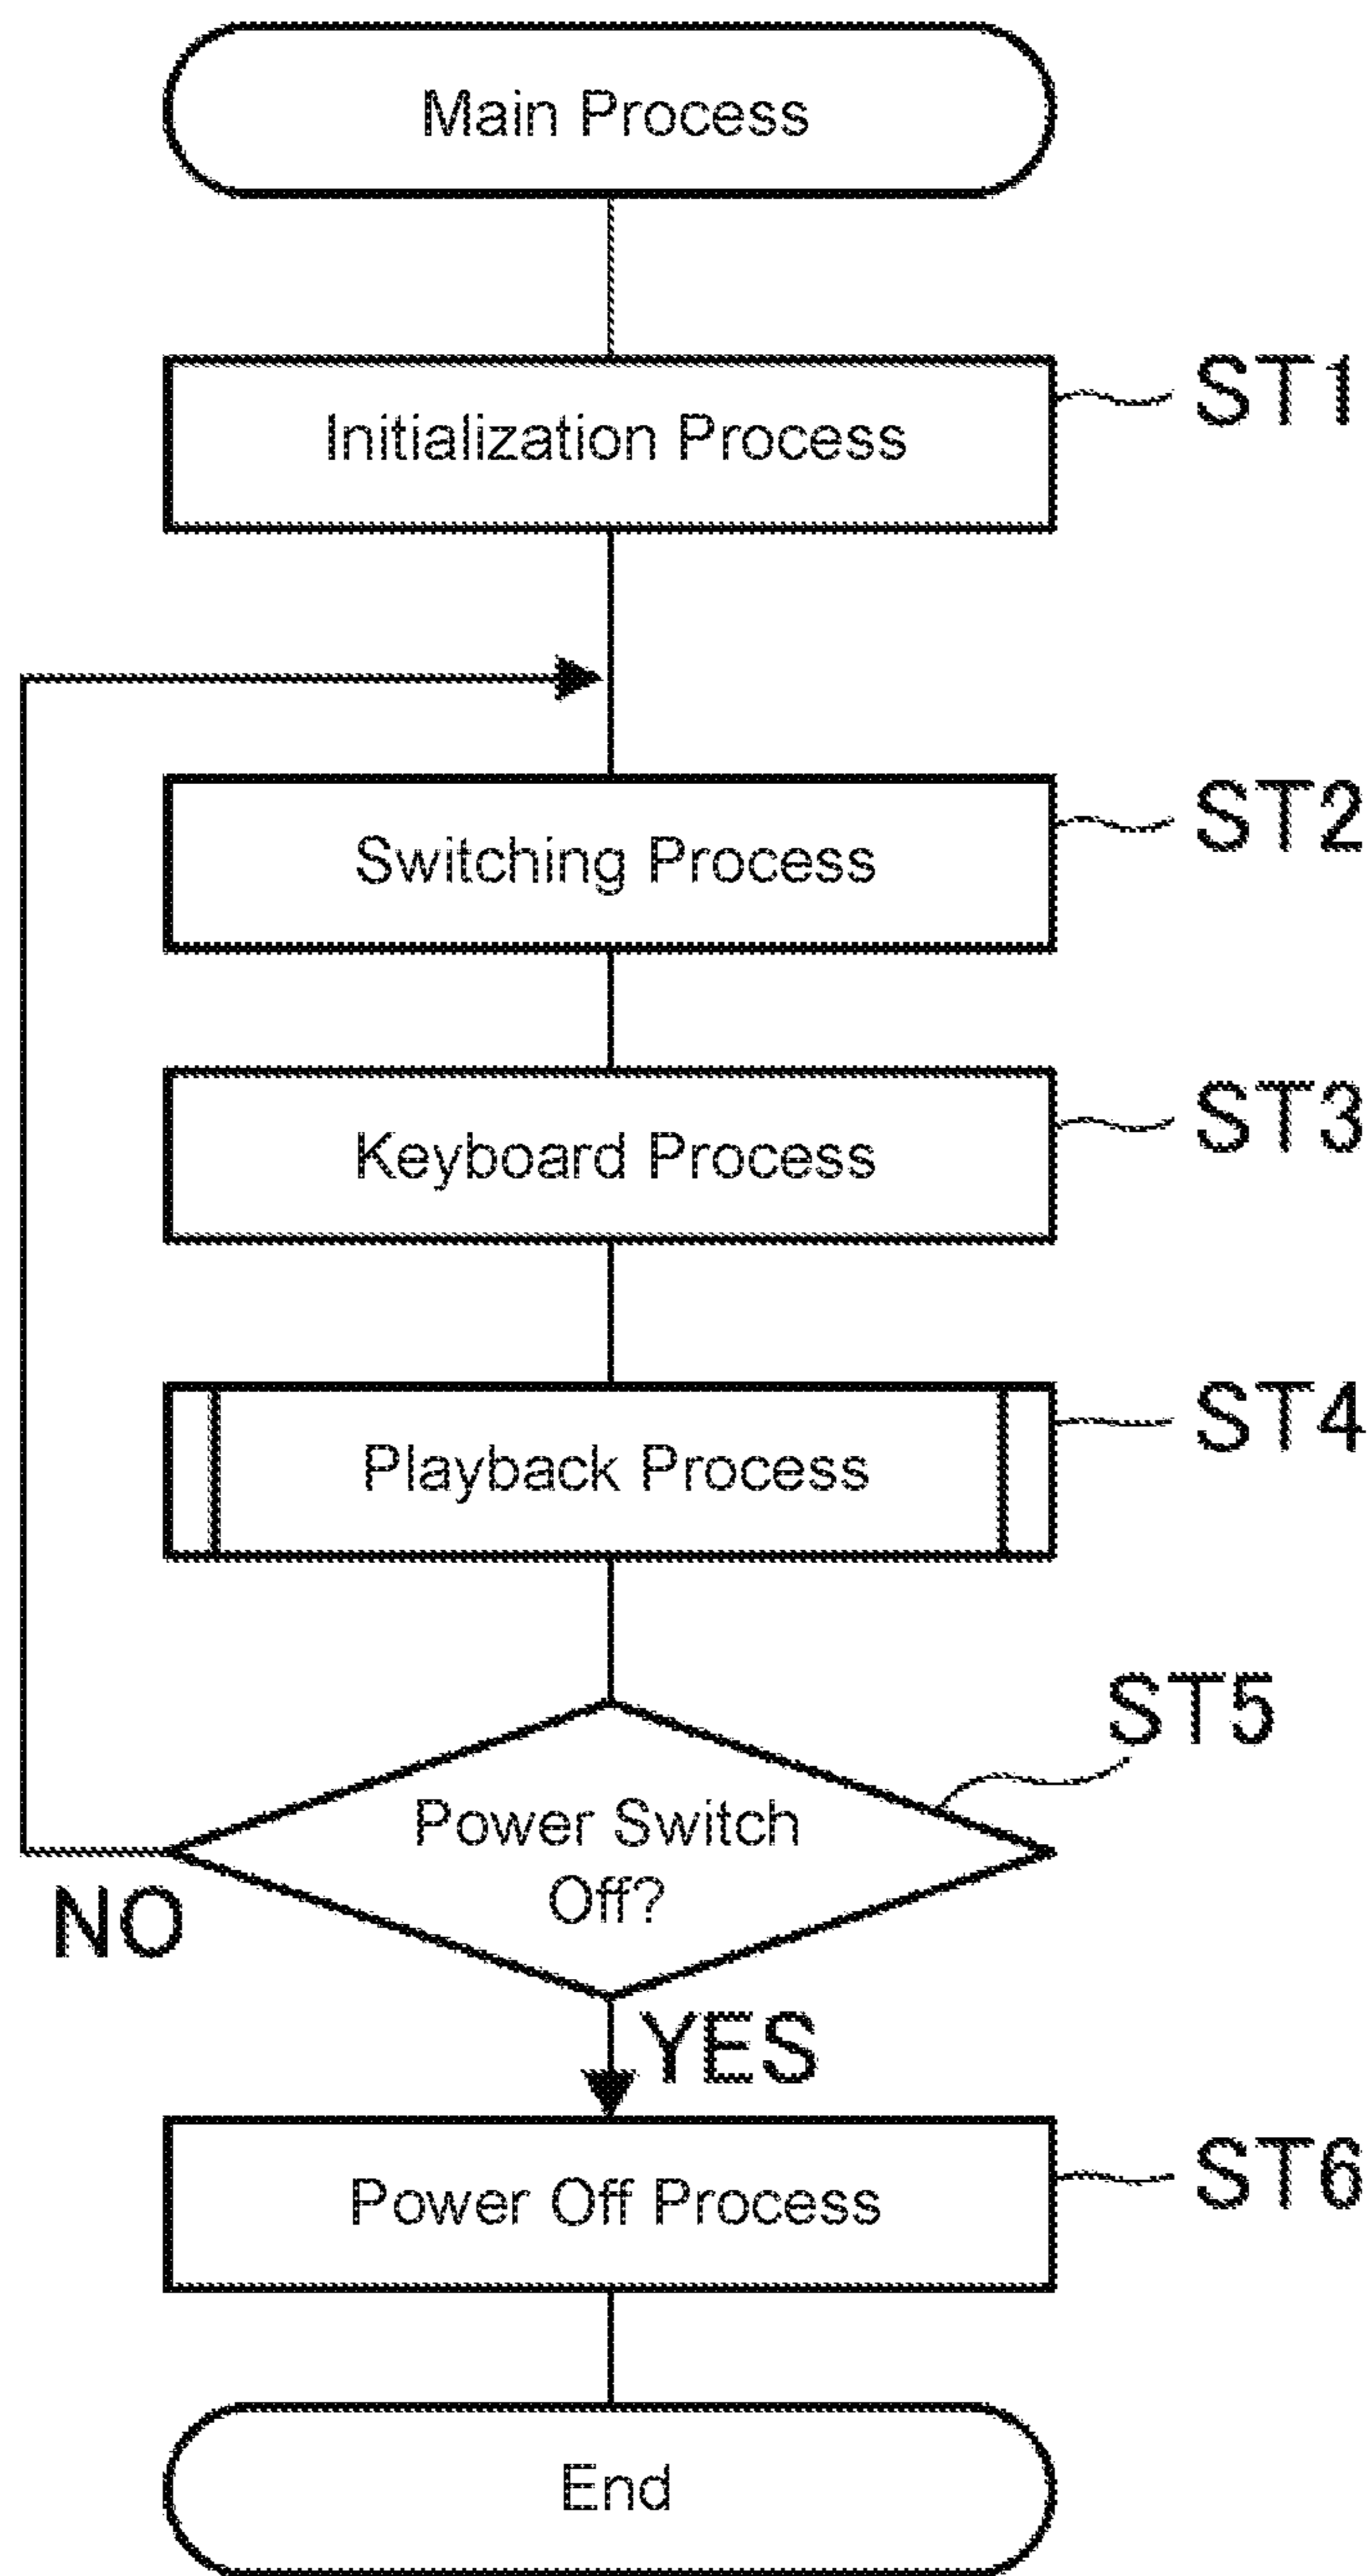 Main Process
Initialization Process
ST1
Switching Process
ST2
Keyboard Process
ST3
Playback Process
ST4
ST5
Power Switch
Off?
NO
YES
Power Off Process
ST6
End